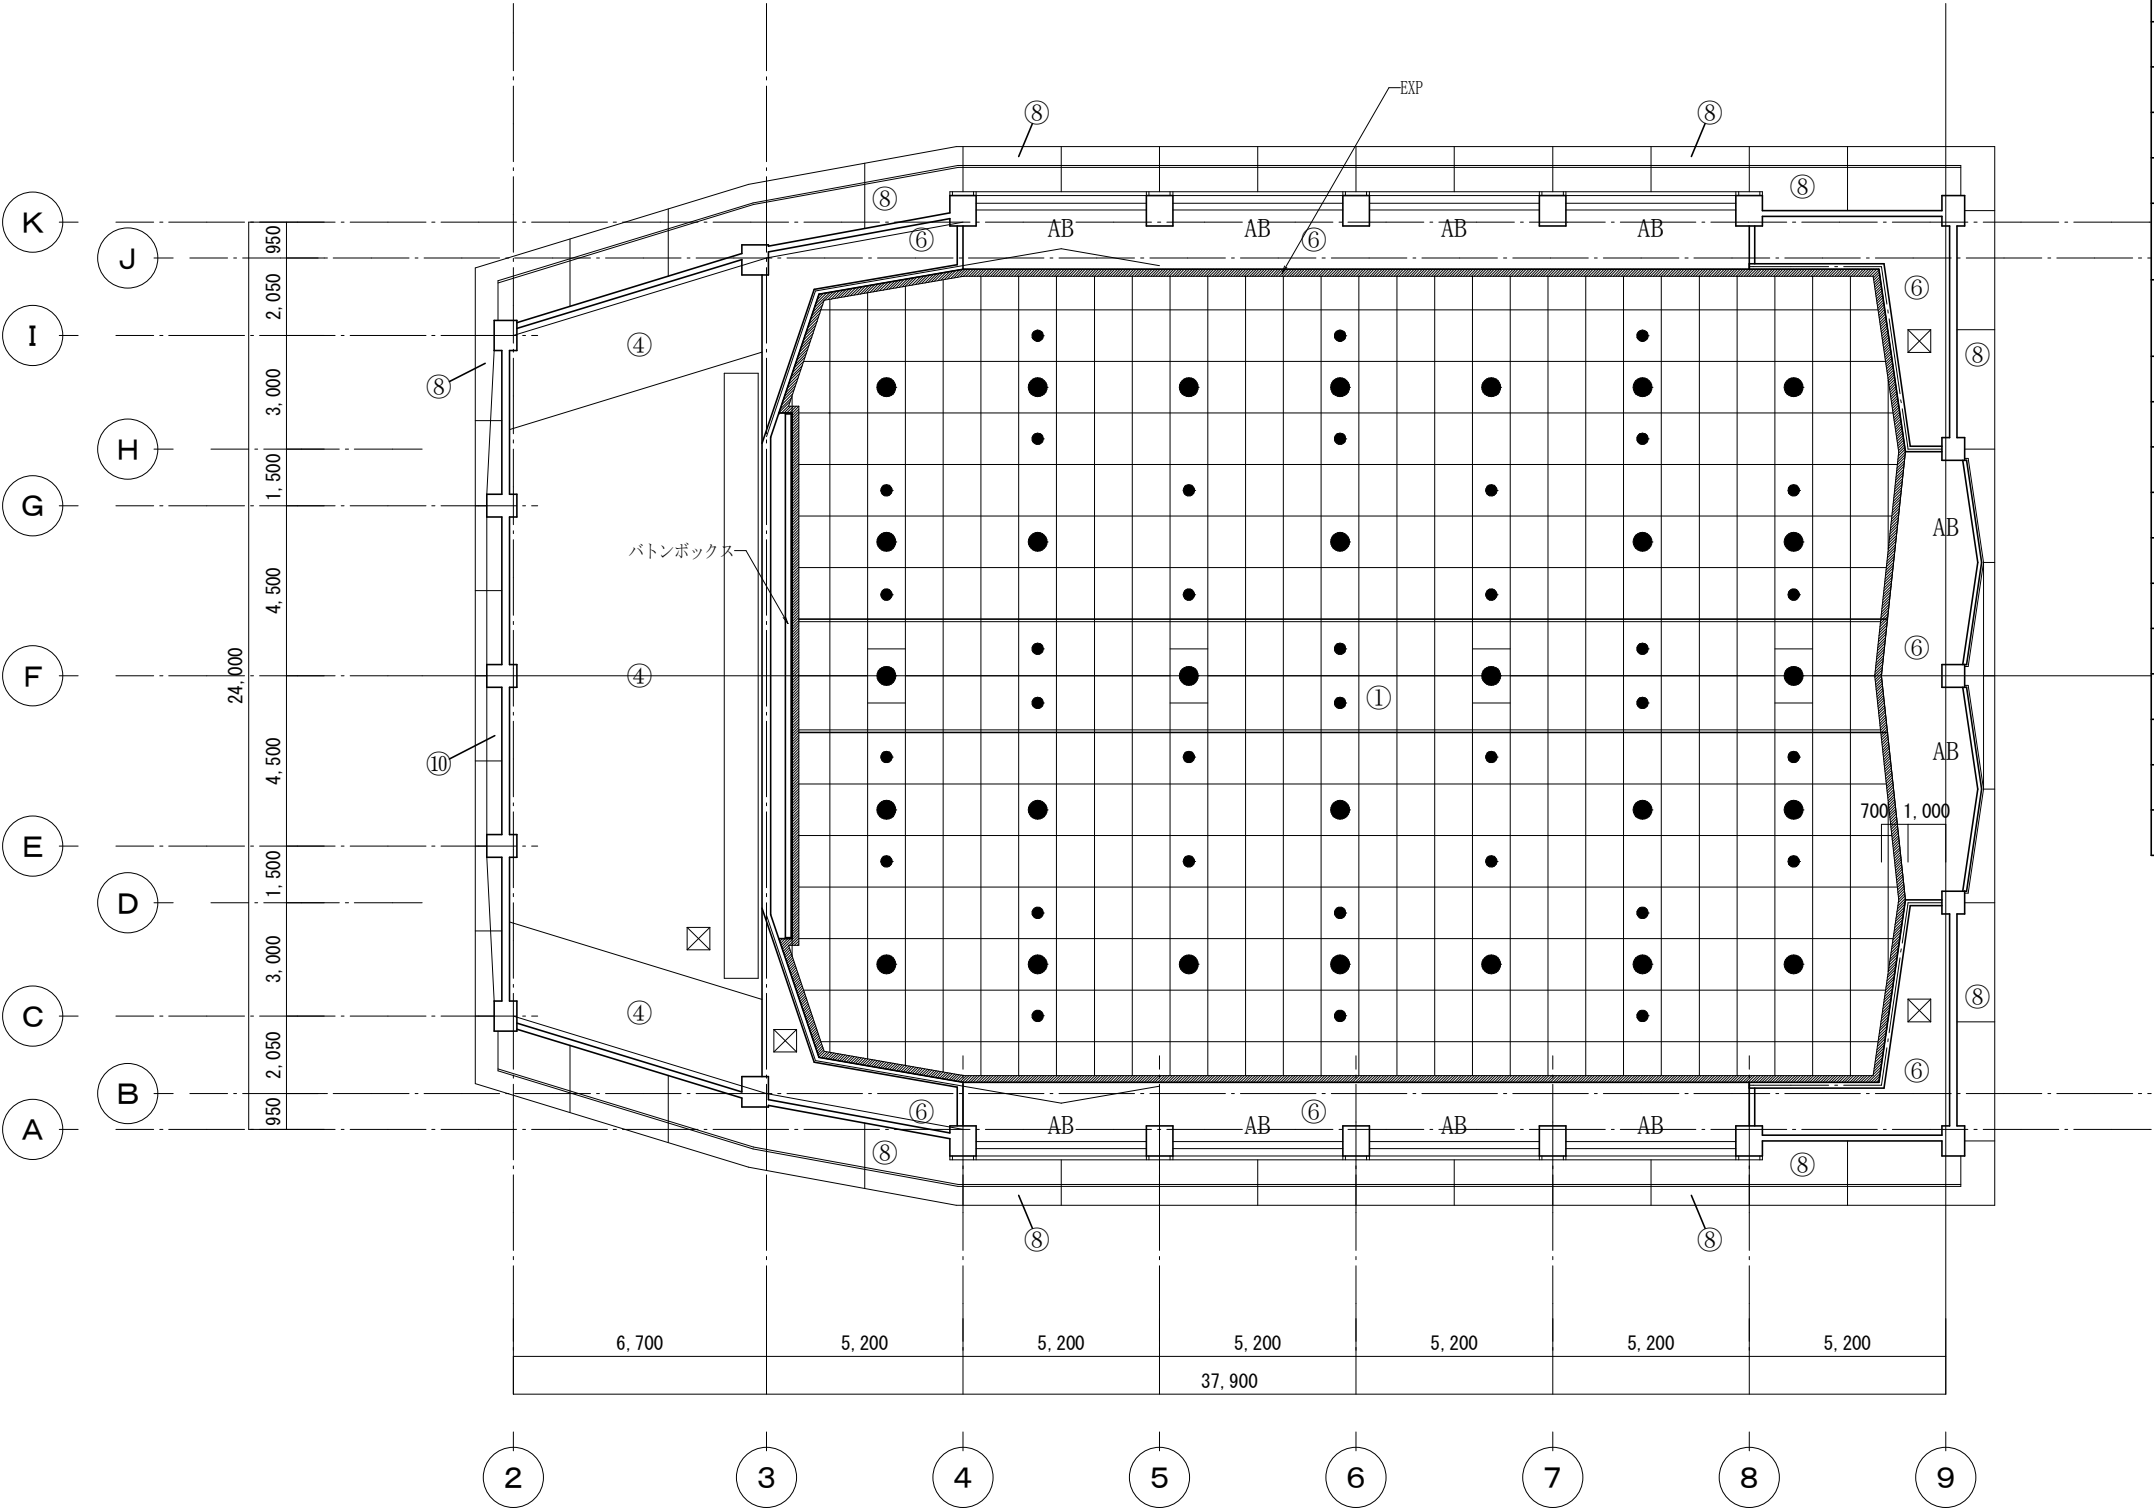 EXP
⑧
⑧
K
950
⑧
⑧
AB
AB
AB
AB
⑥
⑥
J
2,050
⑥
I
④
⑧
⑧
3,000
H
1,500
G
AB
バトンボックス
4,500
24,000
F
④
①
⑥
⑩
4,500
AB
700
1,000
E
1,500
D
3,000
⑧
C
④
2,050
⑥
B
950
⑥
⑥
A
AB
AB
AB
AB
⑧
⑧
⑧
⑧
6,700
5,200
5,200
5,200
5,200
5,200
5,200
37,900
2
3
4
5
6
7
8
9